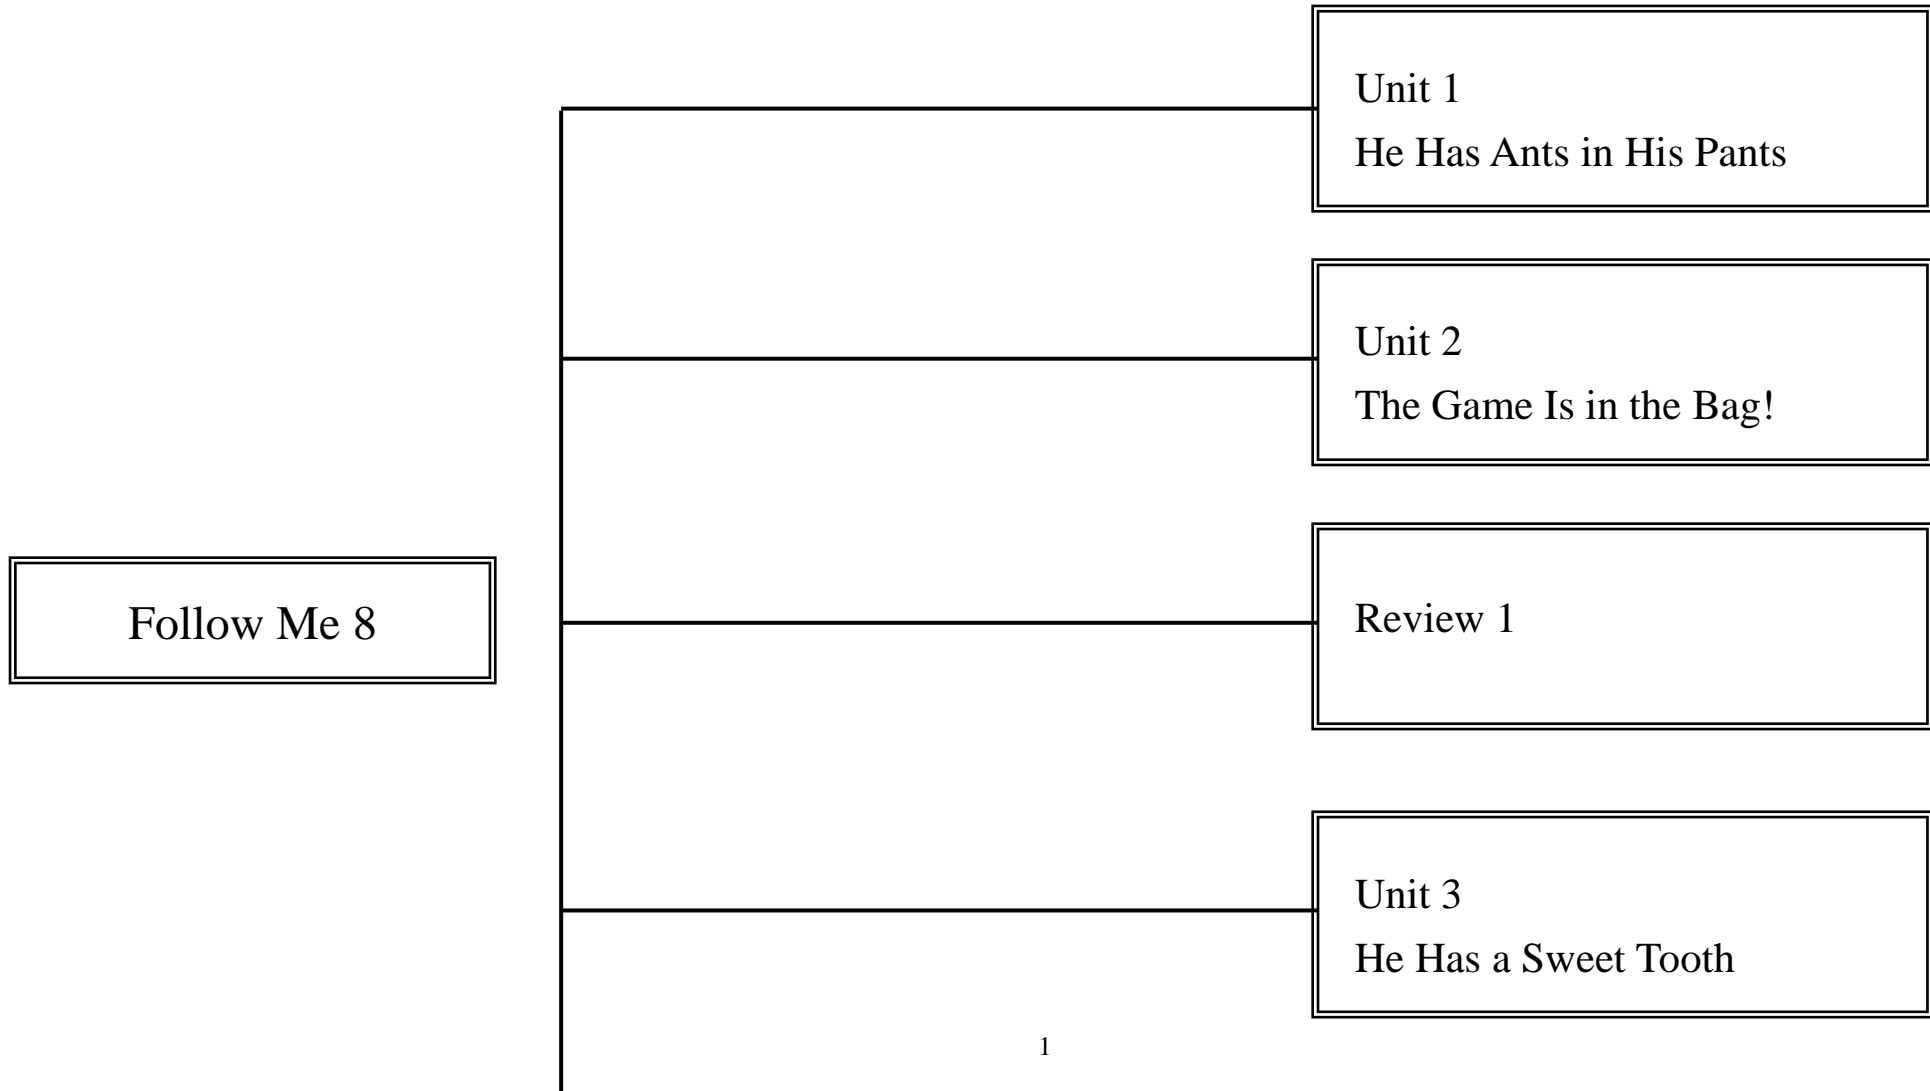 Unit 1
He Has Ants in His Pants
Unit 2
The Game Is in the Bag!
Follow Me 8
Review 1
Unit 3
He Has a Sweet Tooth
1